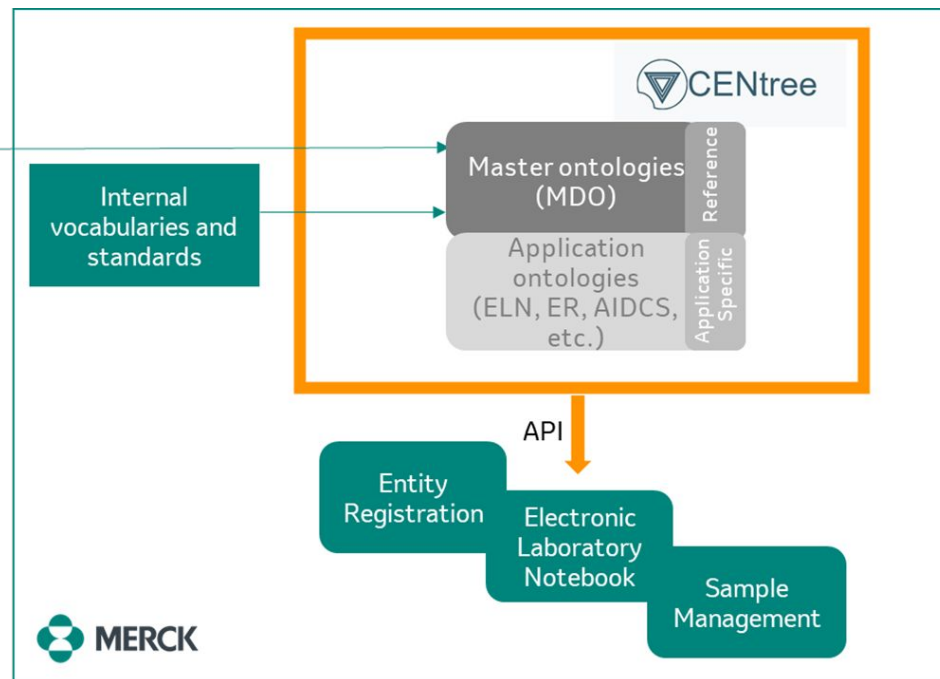 CENtree
Master ontologies
(MDO)
Reference
Internal
vocabularies and
standards
Application
ontologies
(ELN, ER, AIDCS,
etc.)
Application
Specific
API
Entity
Registration
Electronic
Laboratory
Notebook
Sample
Management
MERCK